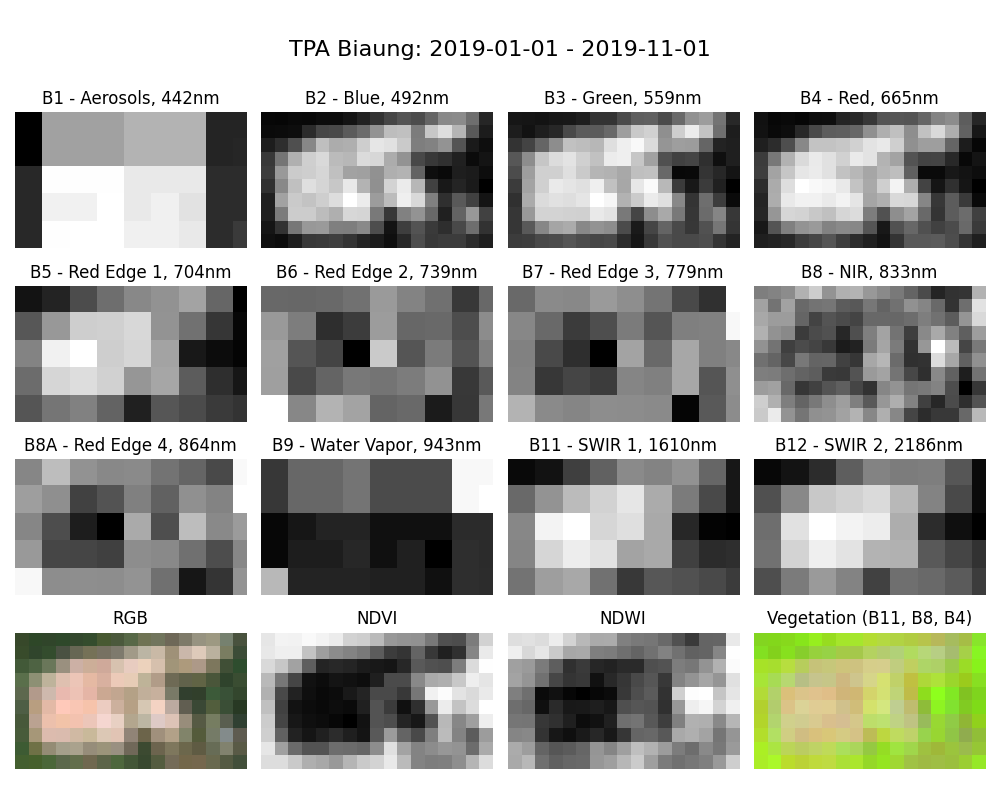 TPA Biaung: 2019-01-01 - 2019-11-01
B1 - Aerosols, 442nm
B2 - Blue, 492nm
B3 - Green, 559nm
B4 - Red, 665nm
B5 - Red Edge 1, 704nm
B6 - Red Edge 2, 739nm
B7 - Red Edge 3, 779nm
B8 - NIR, 833nm
B8A - Red Edge 4, 864nm
B9 - Water Vapor, 943nm
B11 - SWIR 1, 1610nm
B12 - SWIR 2, 2186nm
RGB
NDVI
NDWI
Vegetation (B11, B8, B4)